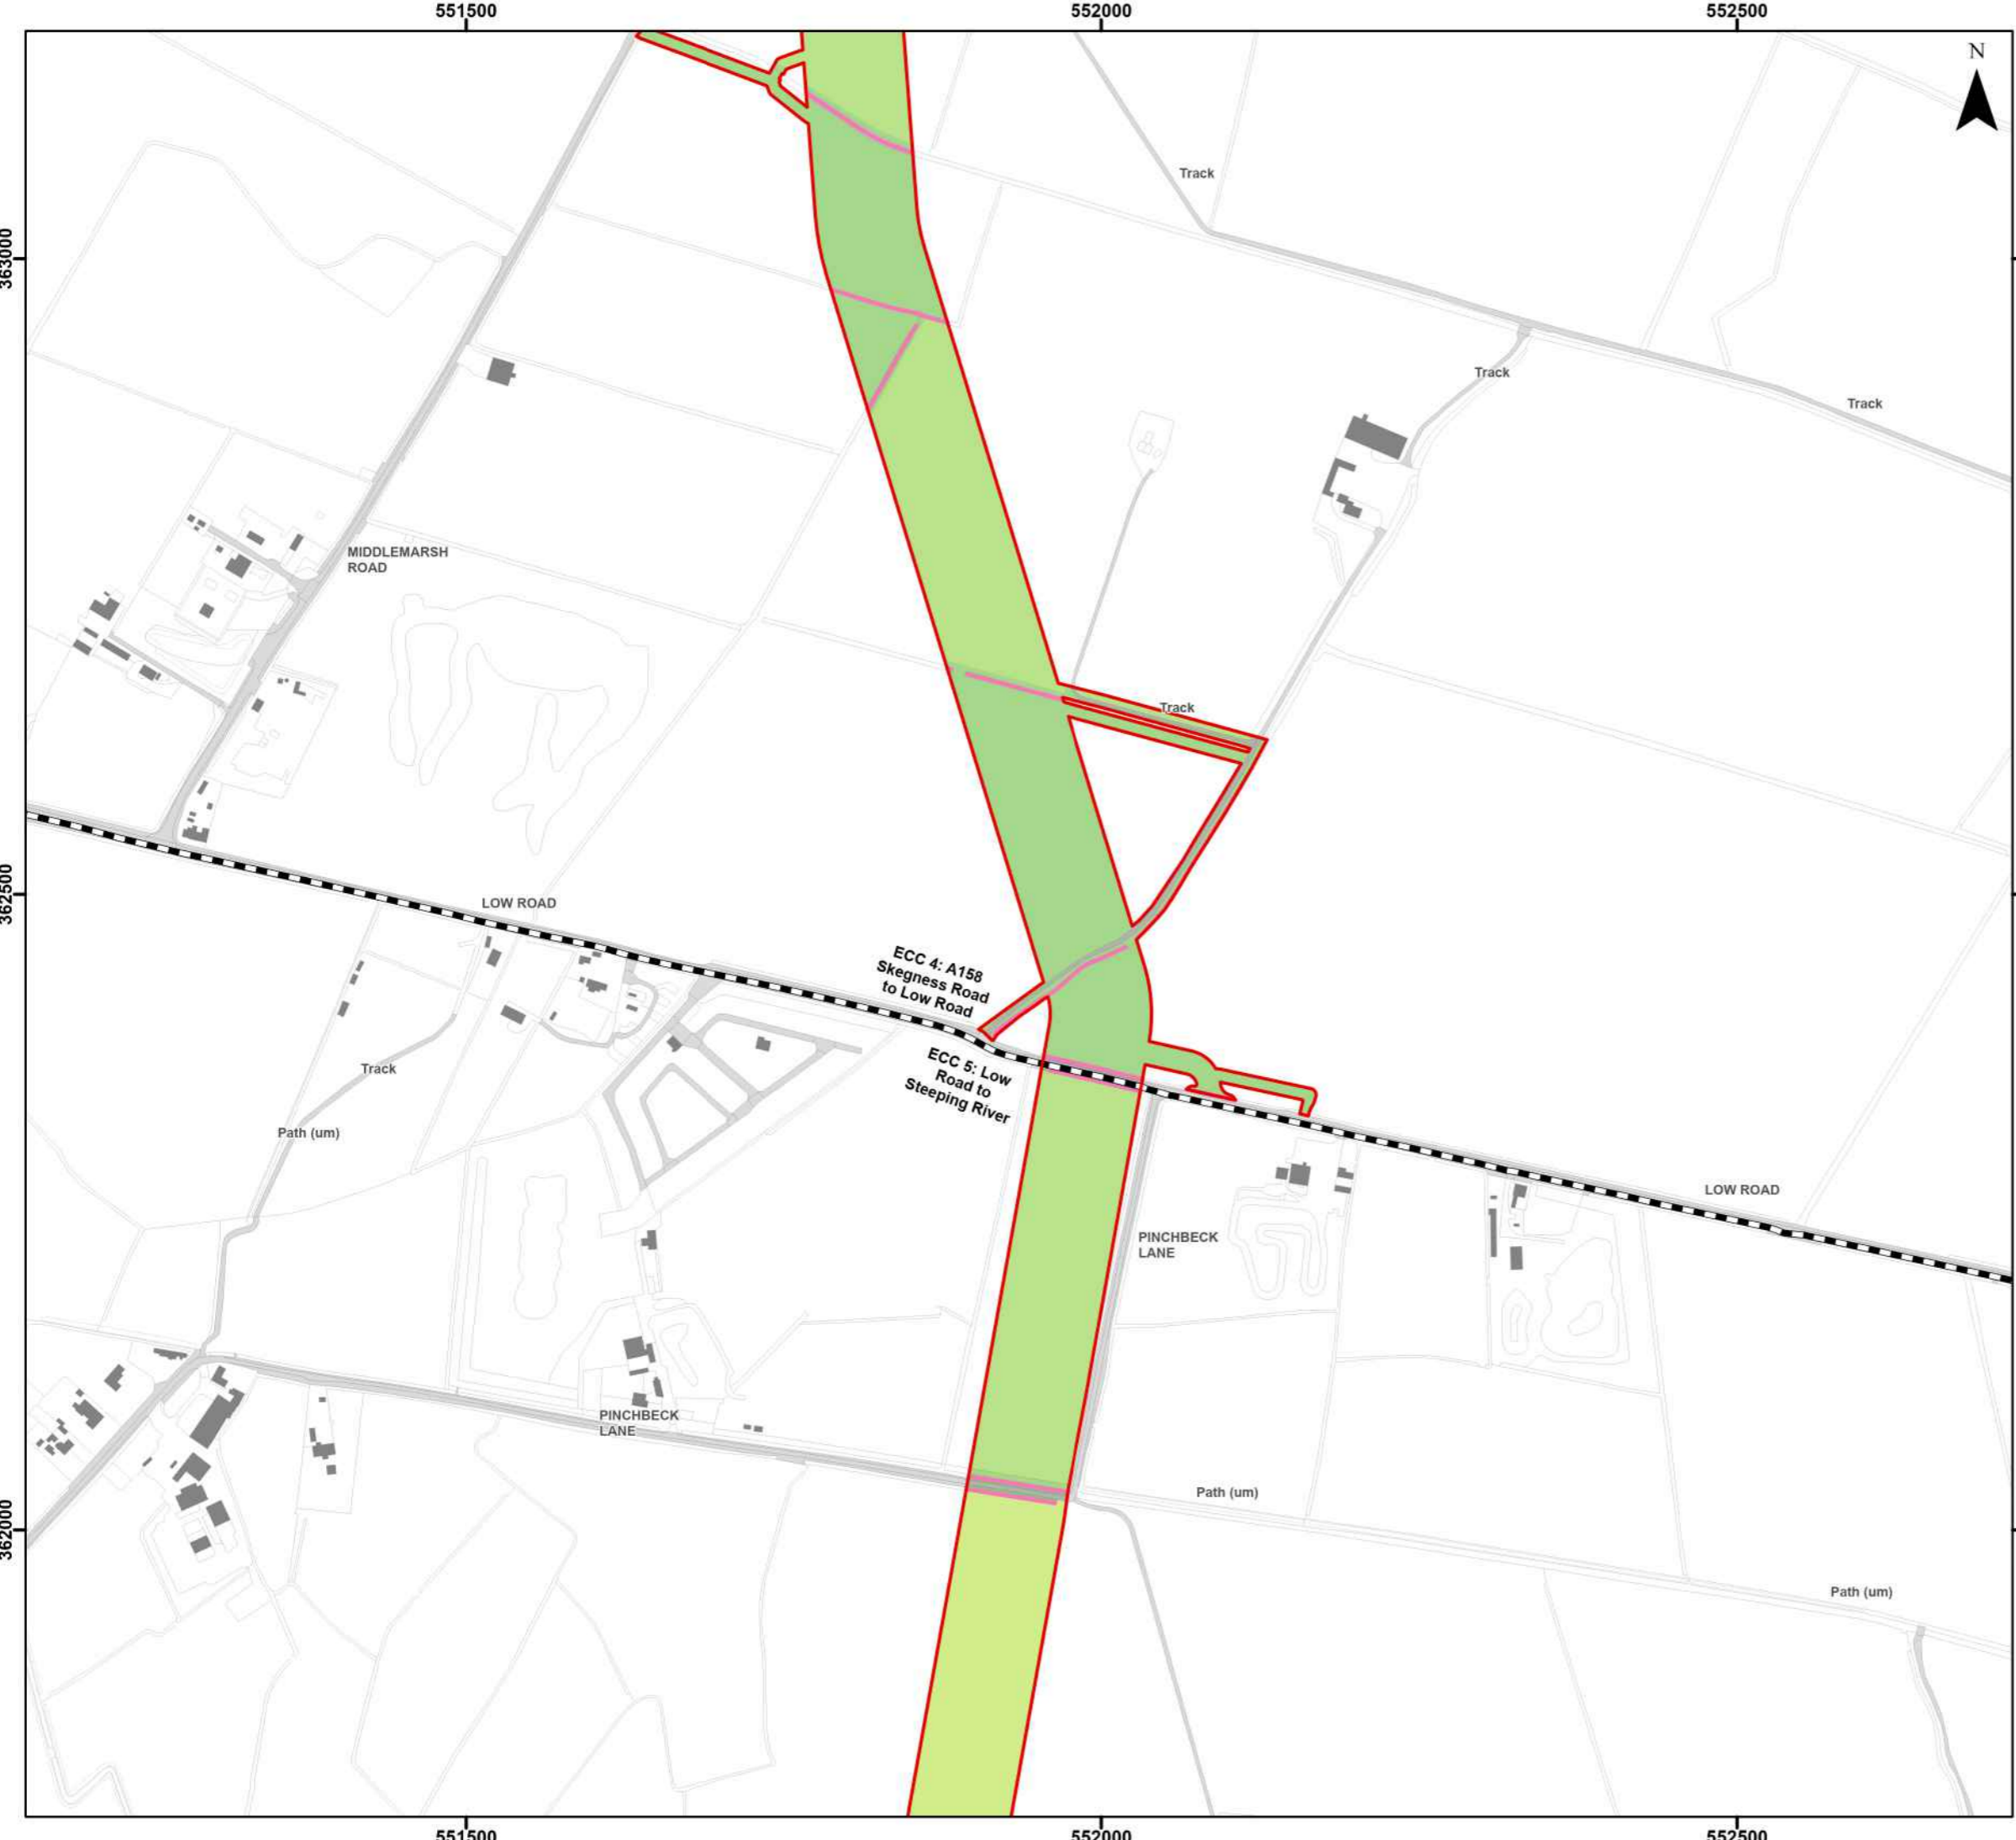 551500
552000
552500
N
363000
Track
Track
Track
MIDDLEMARSH
ROAD
Track
362500
LOW ROAD
ECC 4: A158
Skegness Road
to Low Road
ECC 5: Low
Road to
Steeping River
Track
Path (um)
LOW ROAD
PINCHBECK
LANE
PINCHBECK
LANE
Path (um)
362000
Path (um)
551500
552000
552500